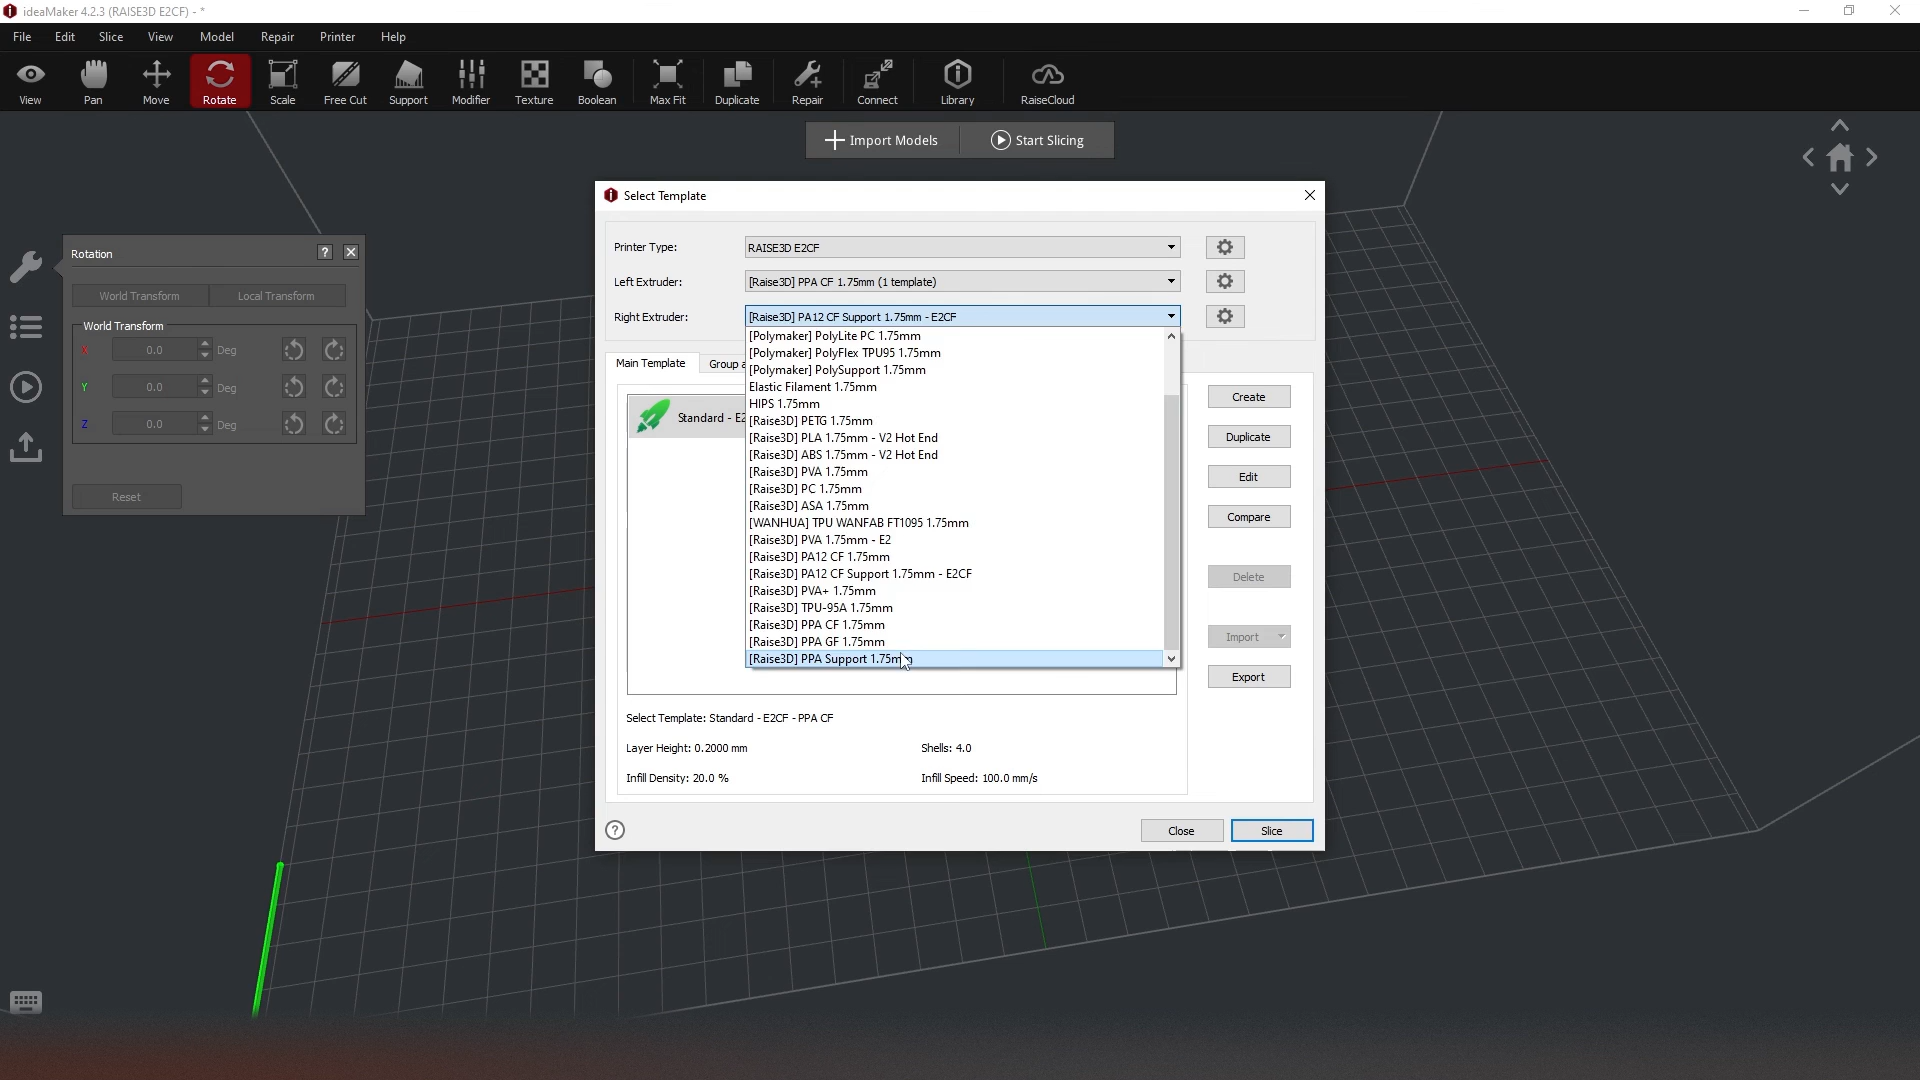 ideaMaker 4.2.3 (RAISE3D E2CF) - *
File Edit Slice View Model Repair Printer Help
View Pan Move Rotate Scale Free Cut Support Modifier Texture Boolean Max Fit Duplicate Repair Connect Library RaiseCloud
Import Models Start Slicing
Select Template
Printer Type: RAISE3D E2CF
Left Extruder: [Raise3D] PPA CF 1.75mm (1 template)
Right Extruder: [Raise3D] PA12 CF Support 1.75mm - E2CF
[Polymaker] PolyLite PC 1.75mm
[Polymaker] PolyFlex TPU95 1.75mm
[Polymaker] PolySupport 1.75mm
Elastic Filament 1.75mm
HIPS 1.75mm
[Raise3D] PETG 1.75mm
[Raise3D] PLA 1.75mm - V2 Hot End
[Raise3D] ABS 1.75mm - V2 Hot End
[Raise3D] PVA 1.75mm
[Raise3D] PC 1.75mm
[Raise3D] ASA 1.75mm
[WANHUA] TPU WANFAB FT1095 1.75mm
[Raise3D] PVA 1.75mm - E2
[Raise3D] PA12 CF 1.75mm
[Raise3D] PA12 CF Support 1.75mm - E2CF
[Raise3D] PVA+ 1.75mm
[Raise3D] TPU-95A 1.75mm
[Raise3D] PPA CF 1.75mm
[Raise3D] PPA GF 1.75mm
[Raise3D] PPA Support 1.75mm
Main Template Group a
Standard - E2
Create
Duplicate
Edit
Compare
Delete
Import
Export
Select Template: Standard - E2CF - PPA CF
Layer Height: 0.2000 mm Shells: 4.0
Infill Density: 20.0 % Infill Speed: 100.0 mm/s
? Close Slice
Rotation ?
World Transform Local Transform
World Transform
X 0.0 Deg
Y 0.0 Deg
Z 0.0 Deg
Reset